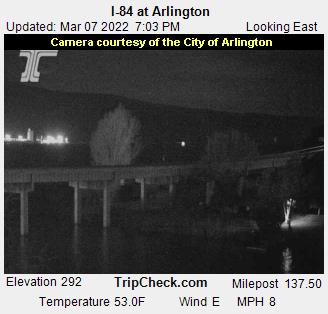 I-84 at Arlington
Updated: Mar 07 2022 7:03 PM Looking East
Camera courtesy of the City of Arlington
Elevation 292 TripCheck.com Milepost 137.50
Temperature 53.0F Wind E MPH 8